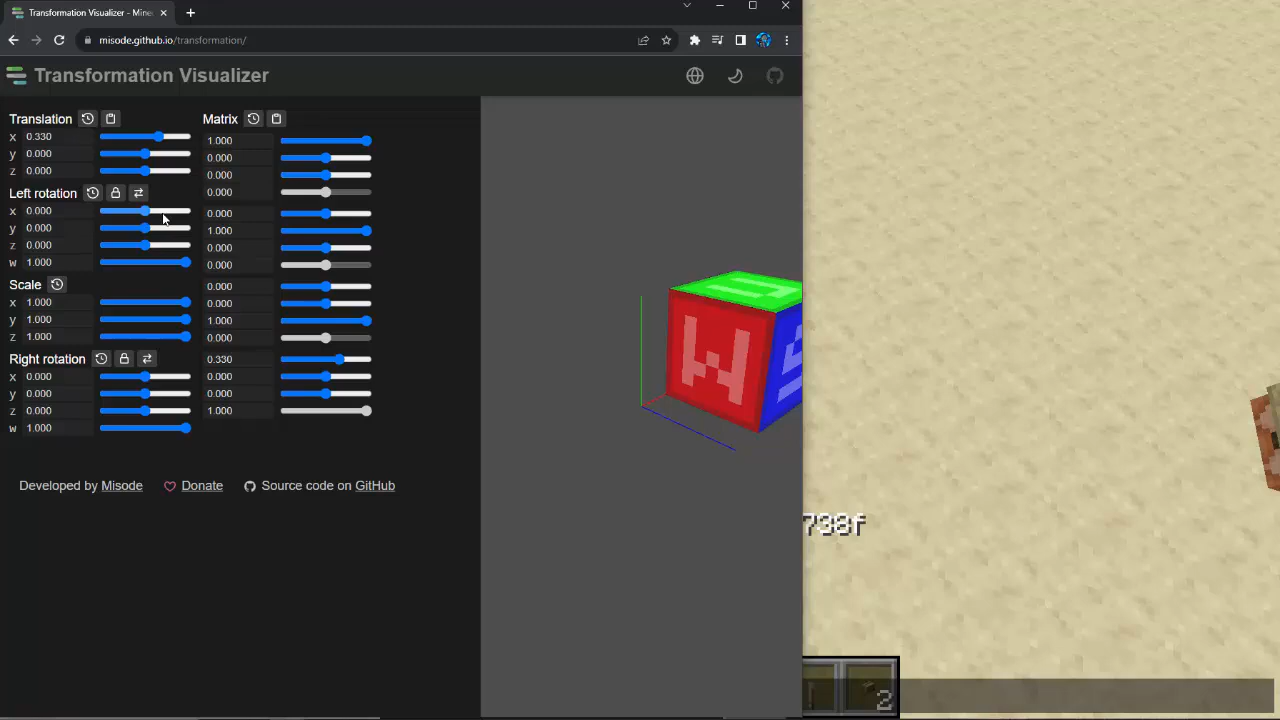 Transformation Visualizer - Mine
misode.github.io/transformation/
Transformation Visualizer
Translation
x 0.330
y 0.000
z 0.000
Left rotation
x 0.000
y 0.000
z 0.000
w 1.000
Scale
x 1.000
y 1.000
z 1.000
Right rotation
x 0.000
y 0.000
z 0.000
w 1.000
Matrix
1.000
0.000
0.000
0.000
0.000
1.000
0.000
0.000
0.000
0.000
1.000
0.000
0.330
0.000
0.000
1.000
W
Developed by Misode
Donate
Source code on GitHub
738f
2